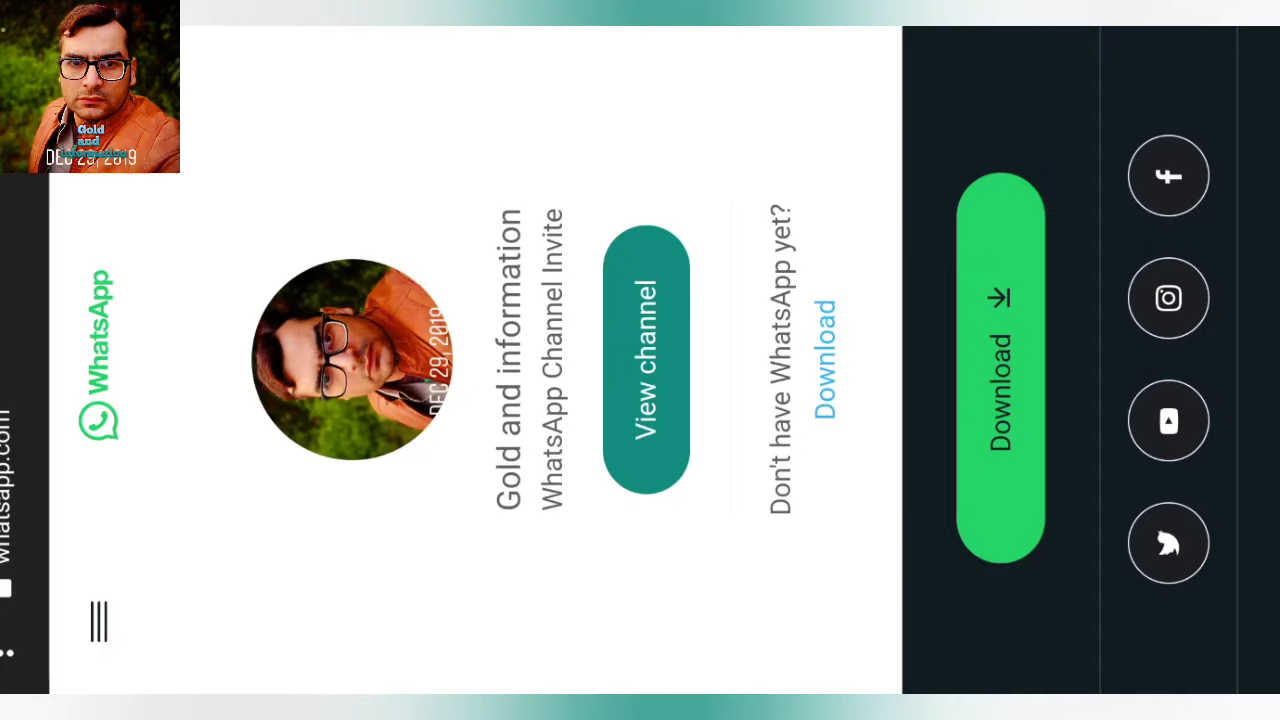 Gold
and
information
DEC 29, 2019
whatsapp.com
WhatsApp
DEC 29, 2019
Gold and information
WhatsApp Channel Invite
View channel
Don't have WhatsApp yet?
Download
Download